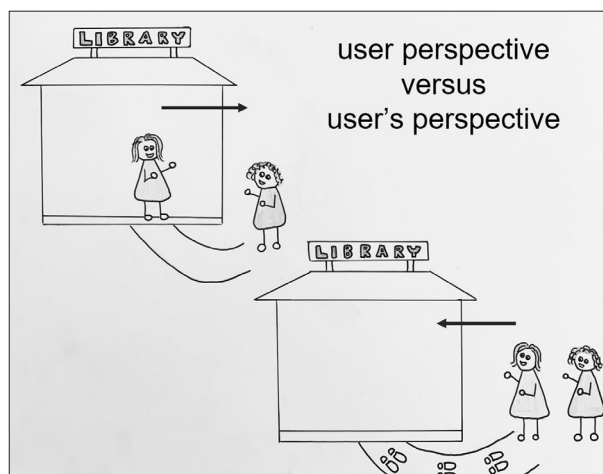 LIBRARY
user perspective
versus
user's perspective
LIBRARY